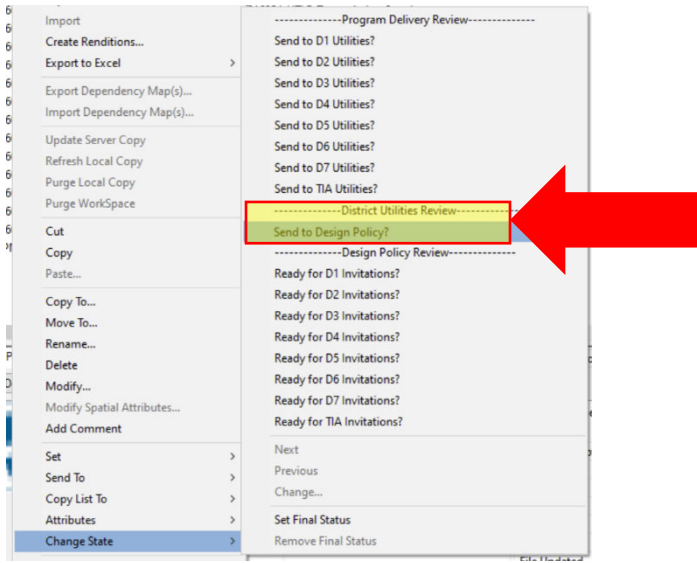 Import
Create Renditions...
Export to Excel
Export Dependency Map(s)...
Import Dependency Map(s)...
Update Server Copy
Refresh Local Copy
Purge Local Copy
Purge WorkSpace
Cut
Copy
Paste...
Copy To...
Move To...
Rename...
Delete
Modify...
Modify Spatial Attributes...
Add Comment
Set
Send To
Copy List To
Attributes
Change State
--------------Program Delivery Review--------------
Send to D1 Utilities?
Send to D2 Utilities?
Send to D3 Utilities?
Send to D4 Utilities?
Send to D5 Utilities?
Send to D6 Utilities?
Send to D7 Utilities?
Send to TIA Utilities?
--------------District Utilities Review--------------
Send to Design Policy?
--------------Design Policy Review--------------
Ready for D1 Invitations?
Ready for D2 Invitations?
Ready for D3 Invitations?
Ready for D4 Invitations?
Ready for D5 Invitations?
Ready for D6 Invitations?
Ready for D7 Invitations?
Ready for TIA Invitations?
Next
Previous
Change...
Set Final Status
Remove Final Status